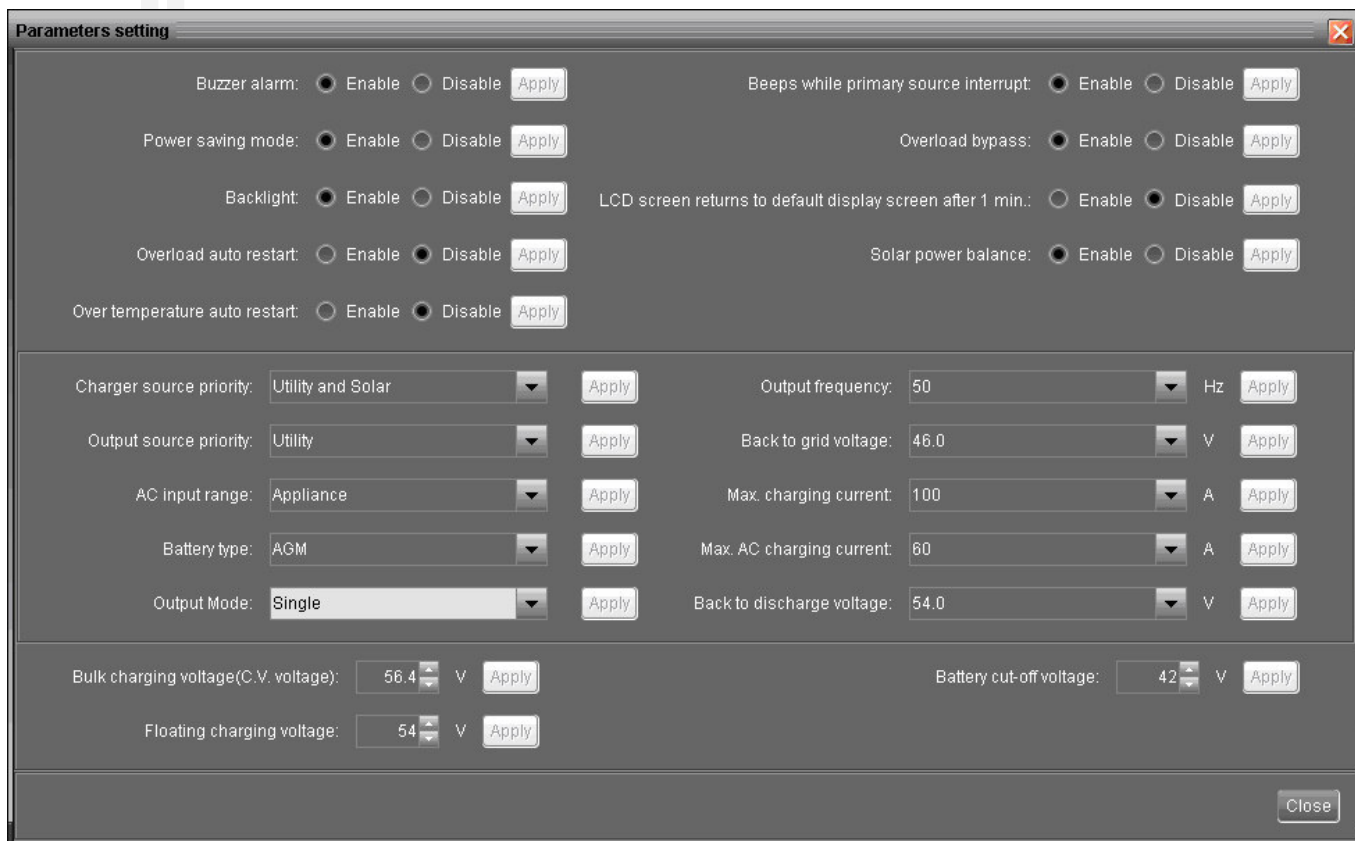 Parameters setting
Buzzer alarm: Enable Disable Apply Beeps while primary source interrupt: Enable Disable Apply
Power saving mode: Enable Disable Apply Overload bypass: Enable Disable Apply
Backlight: Enable Disable Apply LCD screen returns to default display screen after 1 min.: Enable Disable Apply
Overload auto restart: Enable Disable Apply Solar power balance: Enable Disable Apply
Over temperature auto restart: Enable Disable Apply
Charger source priority: Utility and Solar Apply Output frequency: 50 Hz Apply
Output source priority: Utility Apply Back to grid voltage: 46.0 V Apply
AC input range: Appliance Apply Max. charging current: 100 A Apply
Battery type: AGM Apply Max. AC charging current: 60 A Apply
Output Mode: Single Apply Back to discharge voltage: 54.0 V Apply
Bulk charging voltage(C.V. voltage): 56.4 V Apply Battery cut-off voltage: 42 V Apply
Floating charging voltage: 54 V Apply
Close